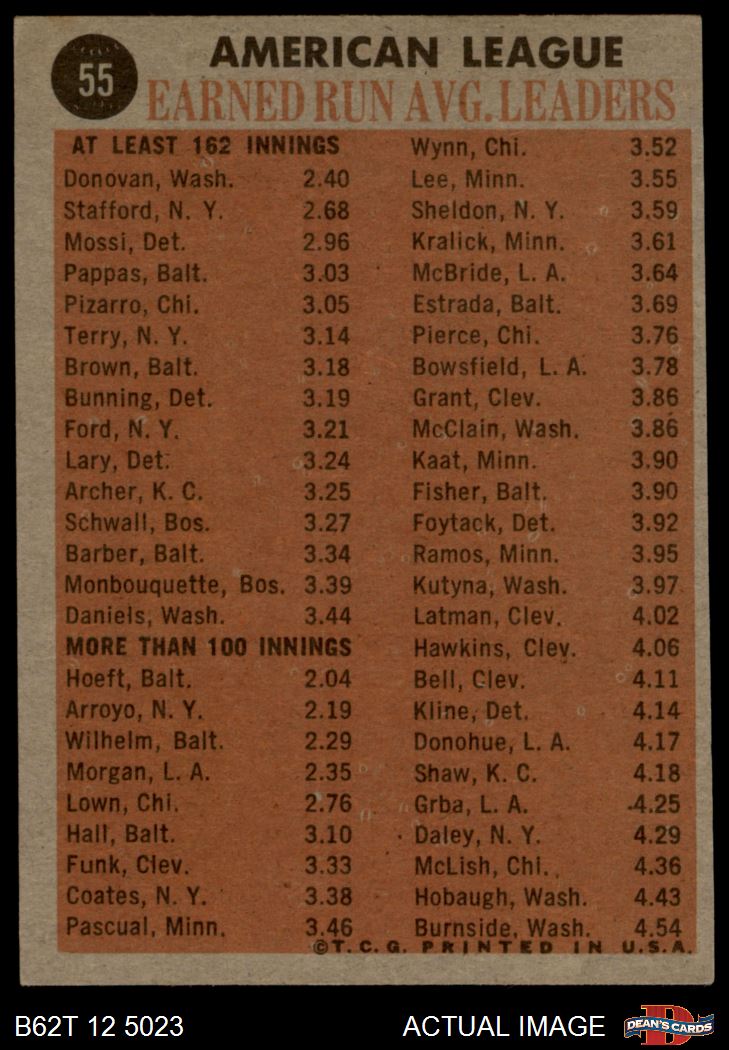 55
AMERICAN LEAGUE
EARNED RUN AVG. LEADERS
AT LEAST 162 INNINGS
Donovan, Wash. 2.40
Stafford, N. Y. 2.68
Mossi, Det. 2.96
Pappas, Balt. 3.03
Pizarro, Chi. 3.05
Terry, N. Y. 3.14
Brown, Balt. 3.18
Bunning, Det. 3.19
Ford, N. Y. 3.21
Lary, Det. 3.24
Archer, K. C. 3.25
Schwall, Bos. 3.27
Barber, Balt. 3.34
Monbouquette, Bos. 3.39
Daniels, Wash. 3.44
MORE THAN 100 INNINGS
Hoeft, Balt. 2.04
Arroyo, N. Y. 2.19
Wilhelm, Balt. 2.29
Morgan, L. A. 2.35
Lown, Chi. 2.76
Hall, Balt. 3.10
Funk, Clev. 3.33
Coates, N. Y. 3.38
Pascual, Minn. 3.46
Wynn, Chi. 3.52
Lee, Minn. 3.55
Sheldon, N. Y. 3.59
Kralick, Minn. 3.61
McBride, L. A. 3.64
Estrada, Balt. 3.69
Pierce, Chi. 3.76
Bowsfield, L. A. 3.78
Grant, Clev. 3.86
McClain, Wash. 3.86
Kaat, Minn. 3.90
Fisher, Balt. 3.90
Foytack, Det. 3.92
Ramos, Minn. 3.95
Kutyna, Wash. 3.97
Latman, Clev. 4.02
Hawkins, Clev. 4.06
Bell, Clev. 4.11
Kline, Det. 4.14
Donohue, L. A. 4.17
Shaw, K. C. 4.18
Grba, L. A. 4.25
Daley, N. Y. 4.29
McLish, Chi. 4.36
Hobaugh, Wash. 4.43
Burnside, Wash. 4.54
©T. C. G. PRINTED IN U.S.A.
B62T 12 5023
ACTUAL IMAGE
DEAN'S CARDS